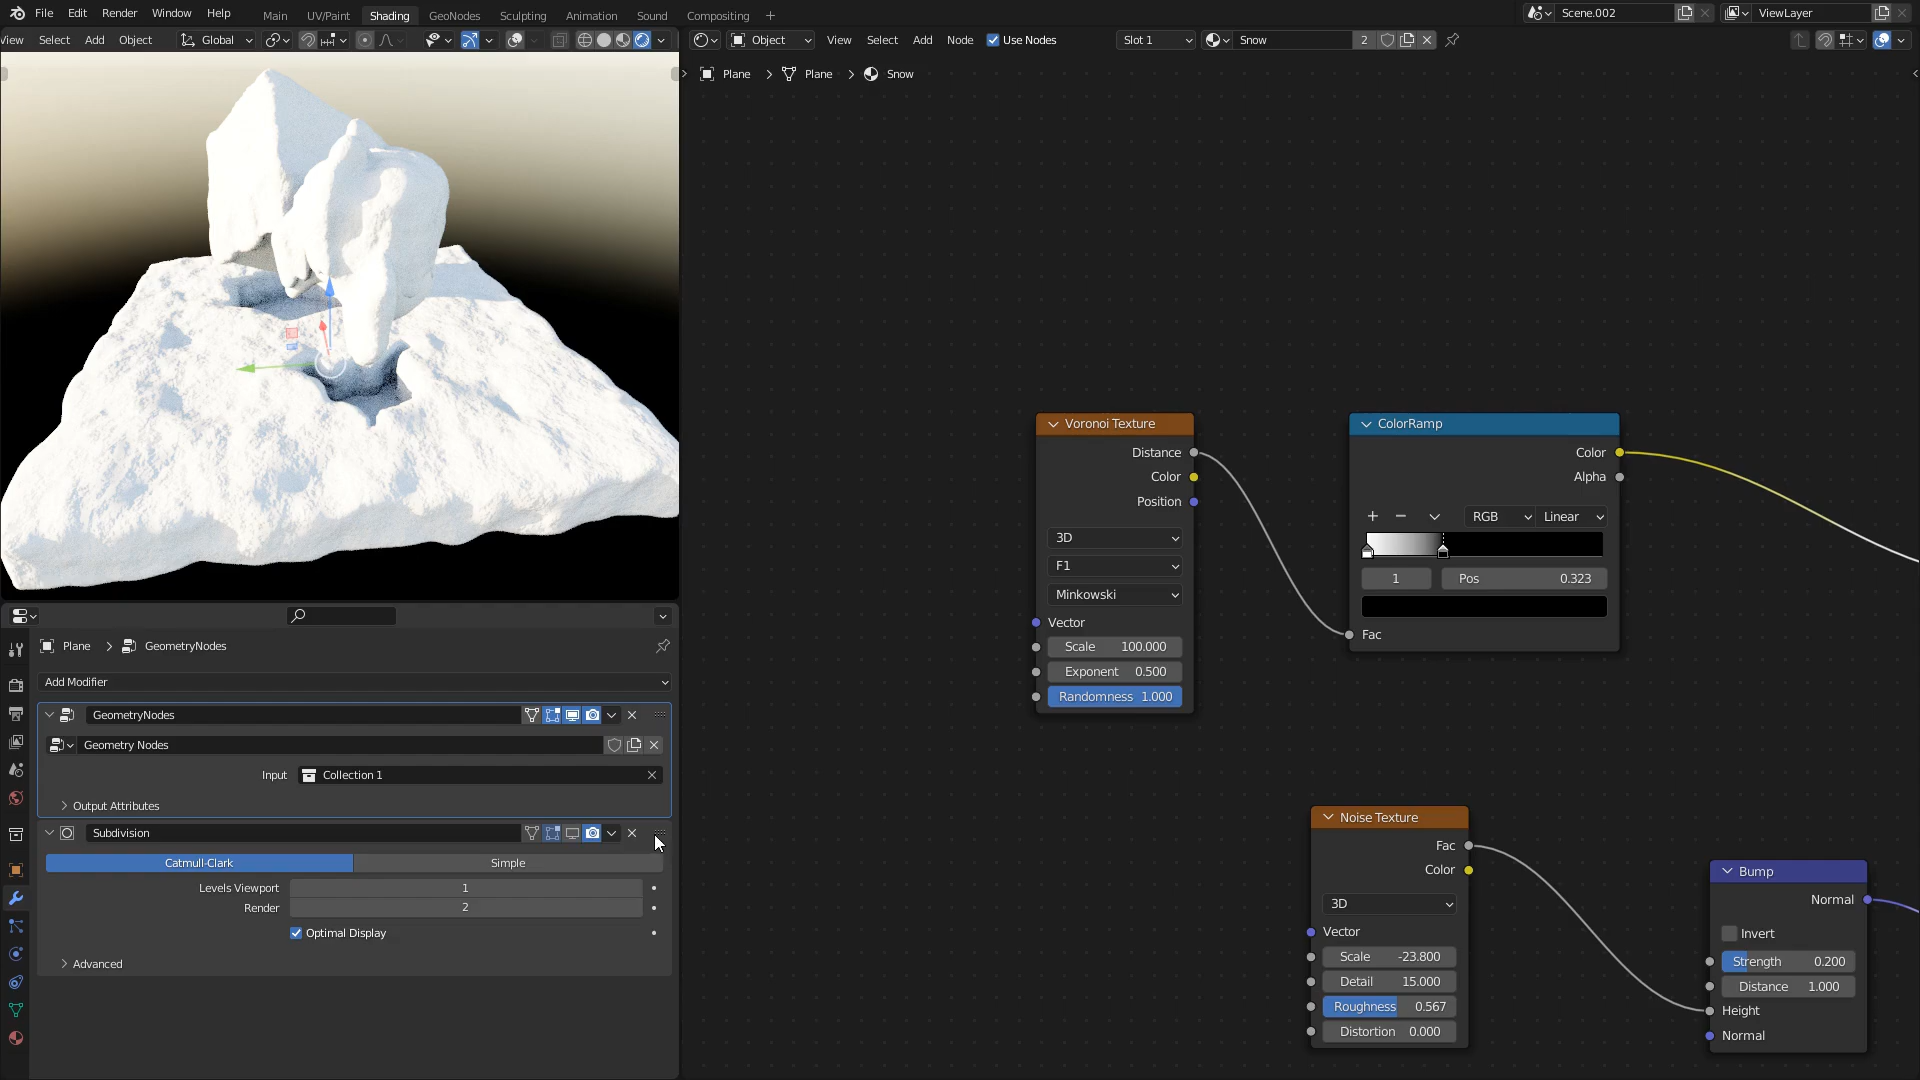 File Edit Render Window Help Main UV/Paint Shading GeoNodes Sculpting Animation Sound Compositing + Scene.002 ViewLayer
View Select Add Object Global Object View Select Add Node Use Nodes Slot 1 Snow 2
Plane > Plane > Snow
Voronoi Texture
Distance
Color
Position
3D
F1
Minkowski
Vector
Scale 100.000
Exponent 0.500
Randomness 1.000
ColorRamp
Color
Alpha
+ − RGB Linear
1 Pos 0.323
Fac
Plane > GeometryNodes
Add Modifier
GeometryNodes
Geometry Nodes
Input Collection 1
Output Attributes
Subdivision
Catmull-Clark Simple
Levels Viewport 1
Render 2
Optimal Display
Advanced
Noise Texture
Fac
Color
3D
Vector
Scale -23.800
Detail 15.000
Roughness 0.567
Distortion 0.000
Bump
Normal
Invert
Strength 0.200
Distance 1.000
Height
Normal